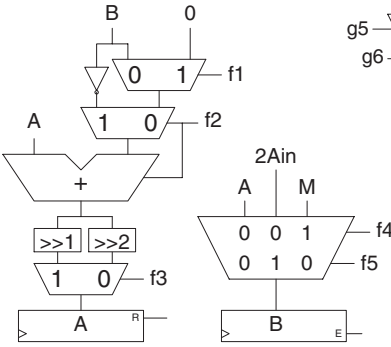 B 0
g5
g6
0 1 f1
1 0 f2
A
+
2Ain
A M
>>1 >>2
0 0 1 f4
0 1 0 f5
1 0 f3
A R
B E